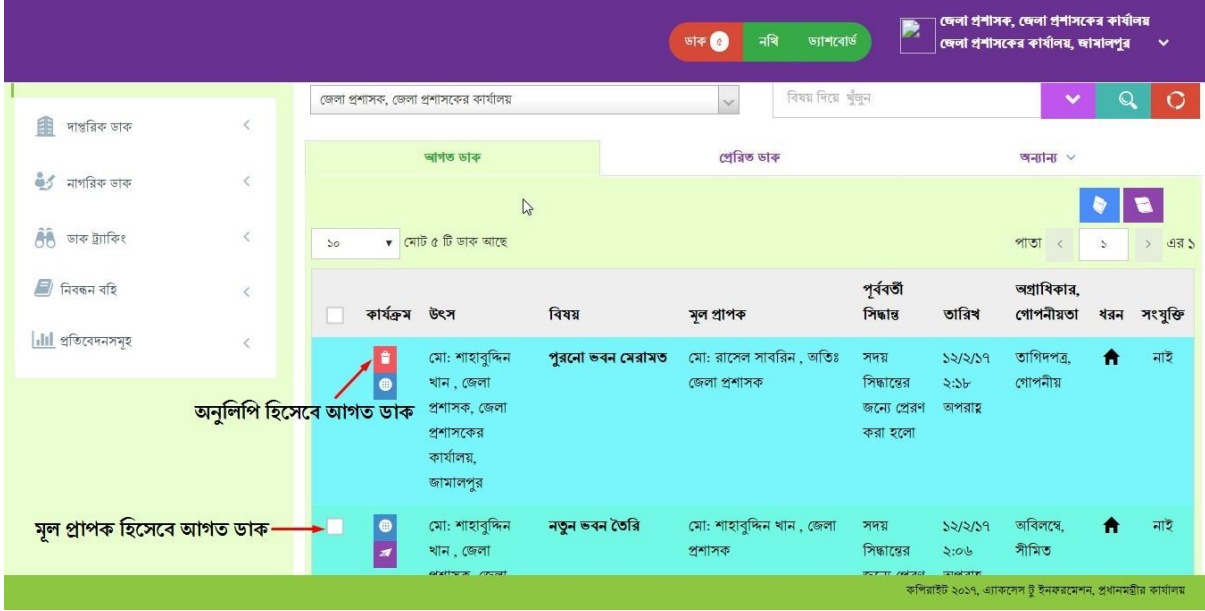 ডাক ৫ নথি ড্যাশবোর্ড
জেলা প্রশাসক, জেলা প্রশাসকের কার্যালয়
জেলা প্রশাসকের কার্যালয়, জামালপুর
দাপ্তরিক ডাক
নাগরিক ডাক
ডাক ট্র্যাকিং
নিবন্ধন বহি
প্রতিবেদনসমূহ
জেলা প্রশাসক, জেলা প্রশাসকের কার্যালয়
বিষয় দিয়ে খুঁজুন
আগত ডাক প্রেরিত ডাক অন্যান্য
১০ মোট ৫ টি ডাক আছে পাতা ১ এর ১
কার্যক্রম উৎস বিষয় মূল প্রাপক পূর্ববর্তী সিদ্ধান্ত তারিখ অগ্রাধিকার, গোপনীয়তা ধরন সংযুক্তি
মো: শাহাবুদ্দিন পুরনো ভবন মেরামত মো: রাসেল সাবরিন , অতিঃ সদয় ১২/২/১৭ তাগিদপত্র, নাই
খান , জেলা জেলা প্রশাসক সিদ্ধান্তের ২:১৮ গোপনীয়
প্রশাসক, জেলা জন্যে প্রেরণ অপরাহ্ণ
প্রশাসকের করা হলো
কার্যালয়,
জামালপুর
অনুলিপি হিসেবে আগত ডাক
মূল প্রাপক হিসেবে আগত ডাক
মো: শাহাবুদ্দিন নতুন ভবন তৈরি মো: শাহাবুদ্দিন খান , জেলা সদয় ১২/২/১৭ অবিলম্বে, নাই
খান , জেলা প্রশাসক সিদ্ধান্তের ২:০৬ সীমিত
কপিরাইট ২০১৭, এ্যাকসেস টু ইনফরমেশন, প্রধানমন্ত্রীর কার্যালয়